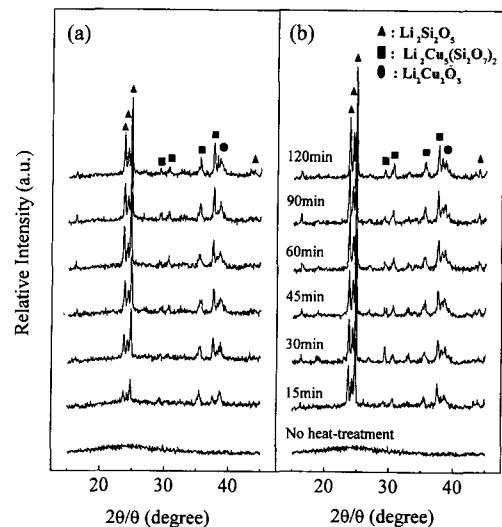 (a)
(b)
▲ : Li₂Si₂O₅
■ : Li₂Cu₅(Si₂O₇)₂
● : Li₂Cu₂O₃
Relative Intensity (a.u.)
120min
90min
60min
45min
30min
15min
No heat-treatment
20 30 40
20 30 40
2θ/θ (degree)
2θ/θ (degree)